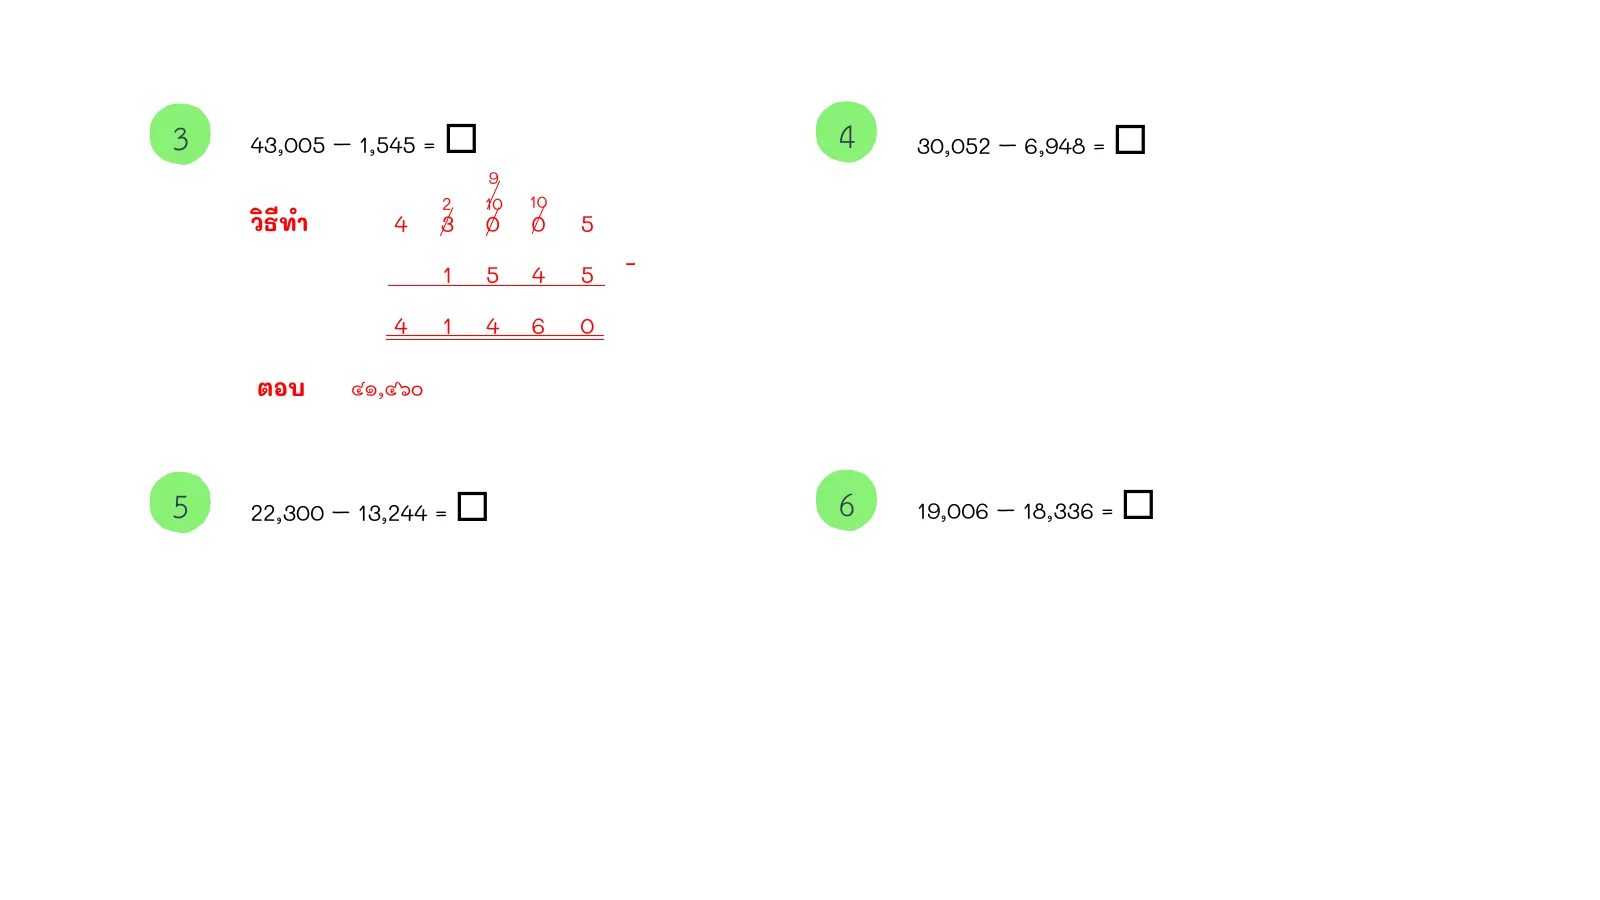 3 43,005 – 1,545 = □
9
2 10 10
วิธีทำ 4 3 0 0 5
-
1 5 4 5
4 1 4 6 0
ตอบ ๔๑,๔๖๐
4 30,052 – 6,948 = □
5 22,300 – 13,244 = □
6 19,006 – 18,336 = □